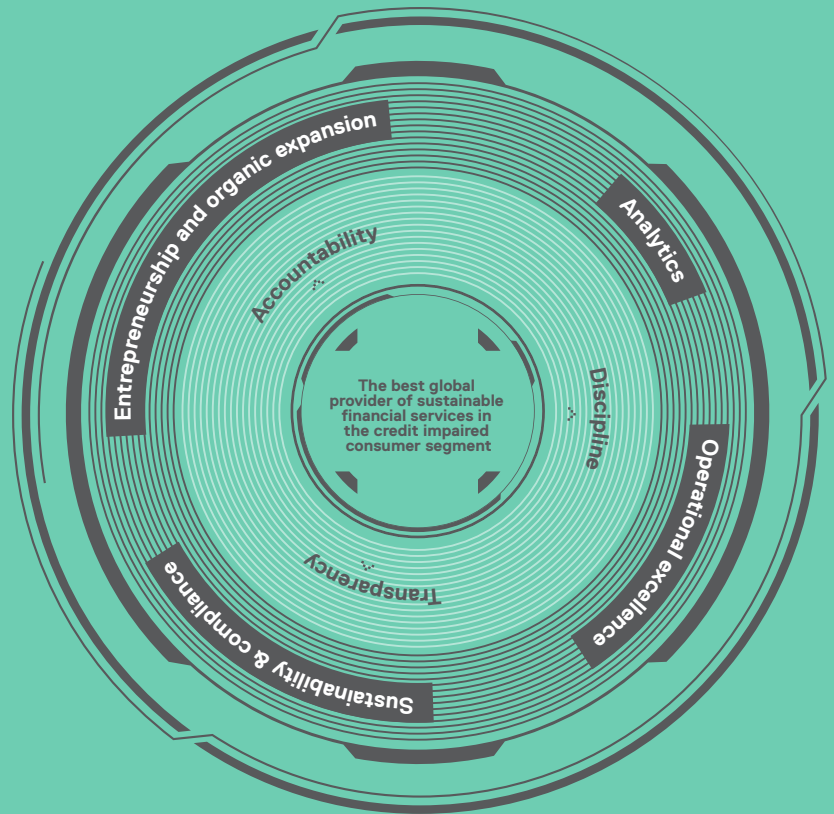 Entrepreneurship and organic expansion
Analytics
Accountability
Discipline
The best global
provider of sustainable
financial services in
the credit impaired
consumer segment
Operational excellence
Transparency
Sustainability & compliance